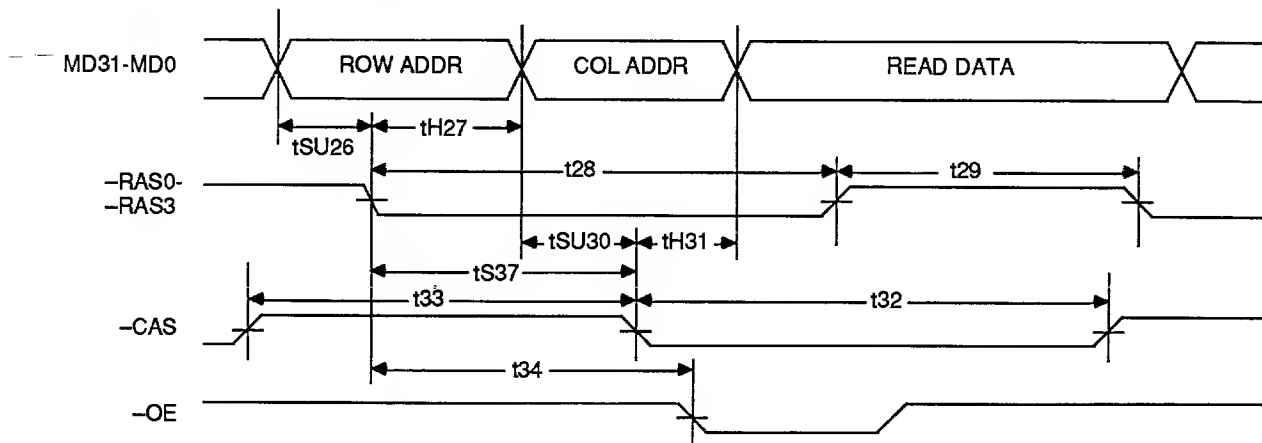 MD31-MD0 ROW ADDR COL ADDR READ DATA
tSU26 tH27
–RAS0-
–RAS3
t28 t29
tSU30 tH31
tS37
t33 t32
–CAS
t34
–OE